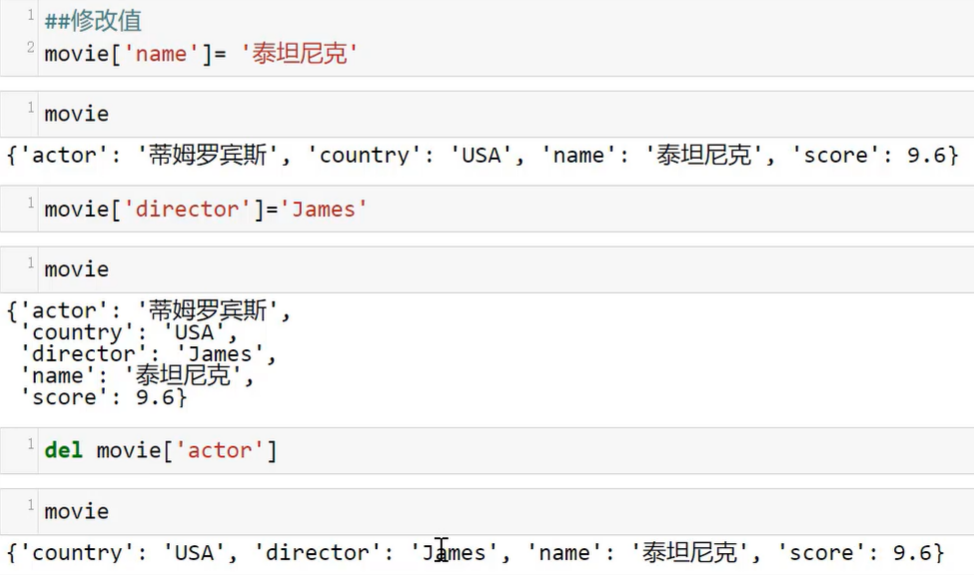 1 ##修改值
2 movie['name']= '泰坦尼克'
1 movie
{'actor': '蒂姆罗宾斯', 'country': 'USA', 'name': '泰坦尼克', 'score': 9.6}
1 movie['director']='James'
1 movie
{'actor': '蒂姆罗宾斯',
 'country': 'USA',
 'director': 'James',
 'name': '泰坦尼克',
 'score': 9.6}
1 del movie['actor']
1 movie
{'country': 'USA', 'director': 'James', 'name': '泰坦尼克', 'score': 9.6}